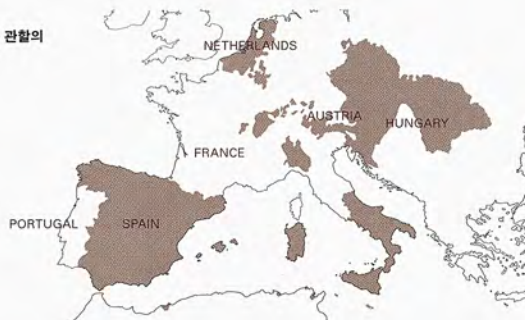 관할의
NETHERLANDS
AUSTRIA
HUNGARY
FRANCE
PORTUGAL
SPAIN